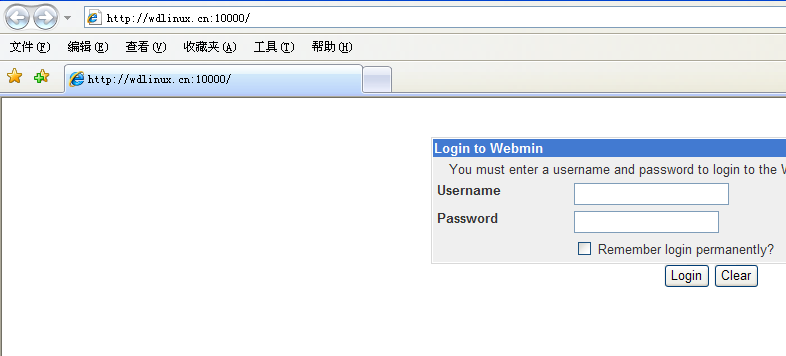 http://wdlinux.cn:10000/
文件(F) 编辑(E) 查看(V) 收藏夹(A) 工具(T) 帮助(H)
http://wdlinux.cn:10000/
Login to Webmin
You must enter a username and password to login to the W
Username
Password
Remember login permanently?
Login Clear